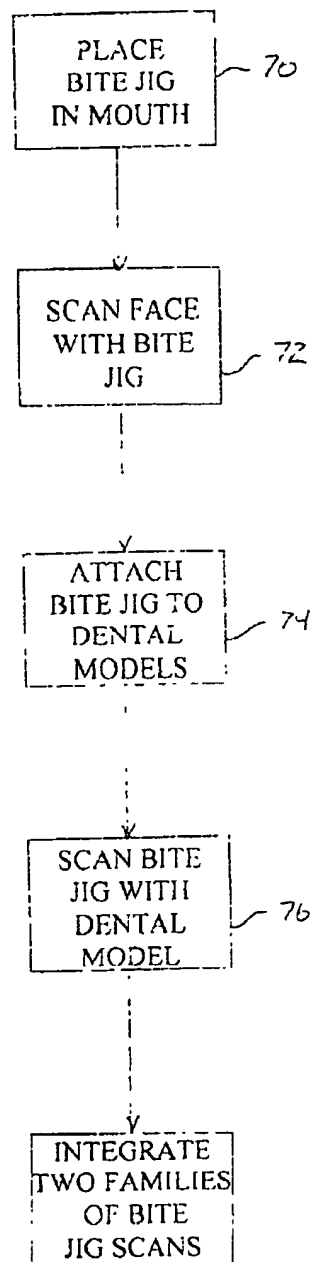 PLACE
BITE JIG
IN MOUTH
70
SCAN FACE
WITH BITE
JIG
72
ATTACH
BITE JIG TO
DENTAL
MODELS
74
SCAN BITE
JIG WITH
DENTAL
MODEL
76
INTEGRATE
TWO FAMILIES
OF BITE
JIG SCANS